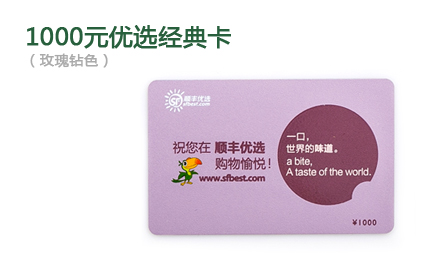 1000元优选经典卡
（玫瑰钻色）
SF 顺丰优选
sfbest.com
祝您在 顺丰优选
购物愉悦！
www.sfbest.com
一口，
世界的味道。
a bite,
A taste of the world.
¥1000